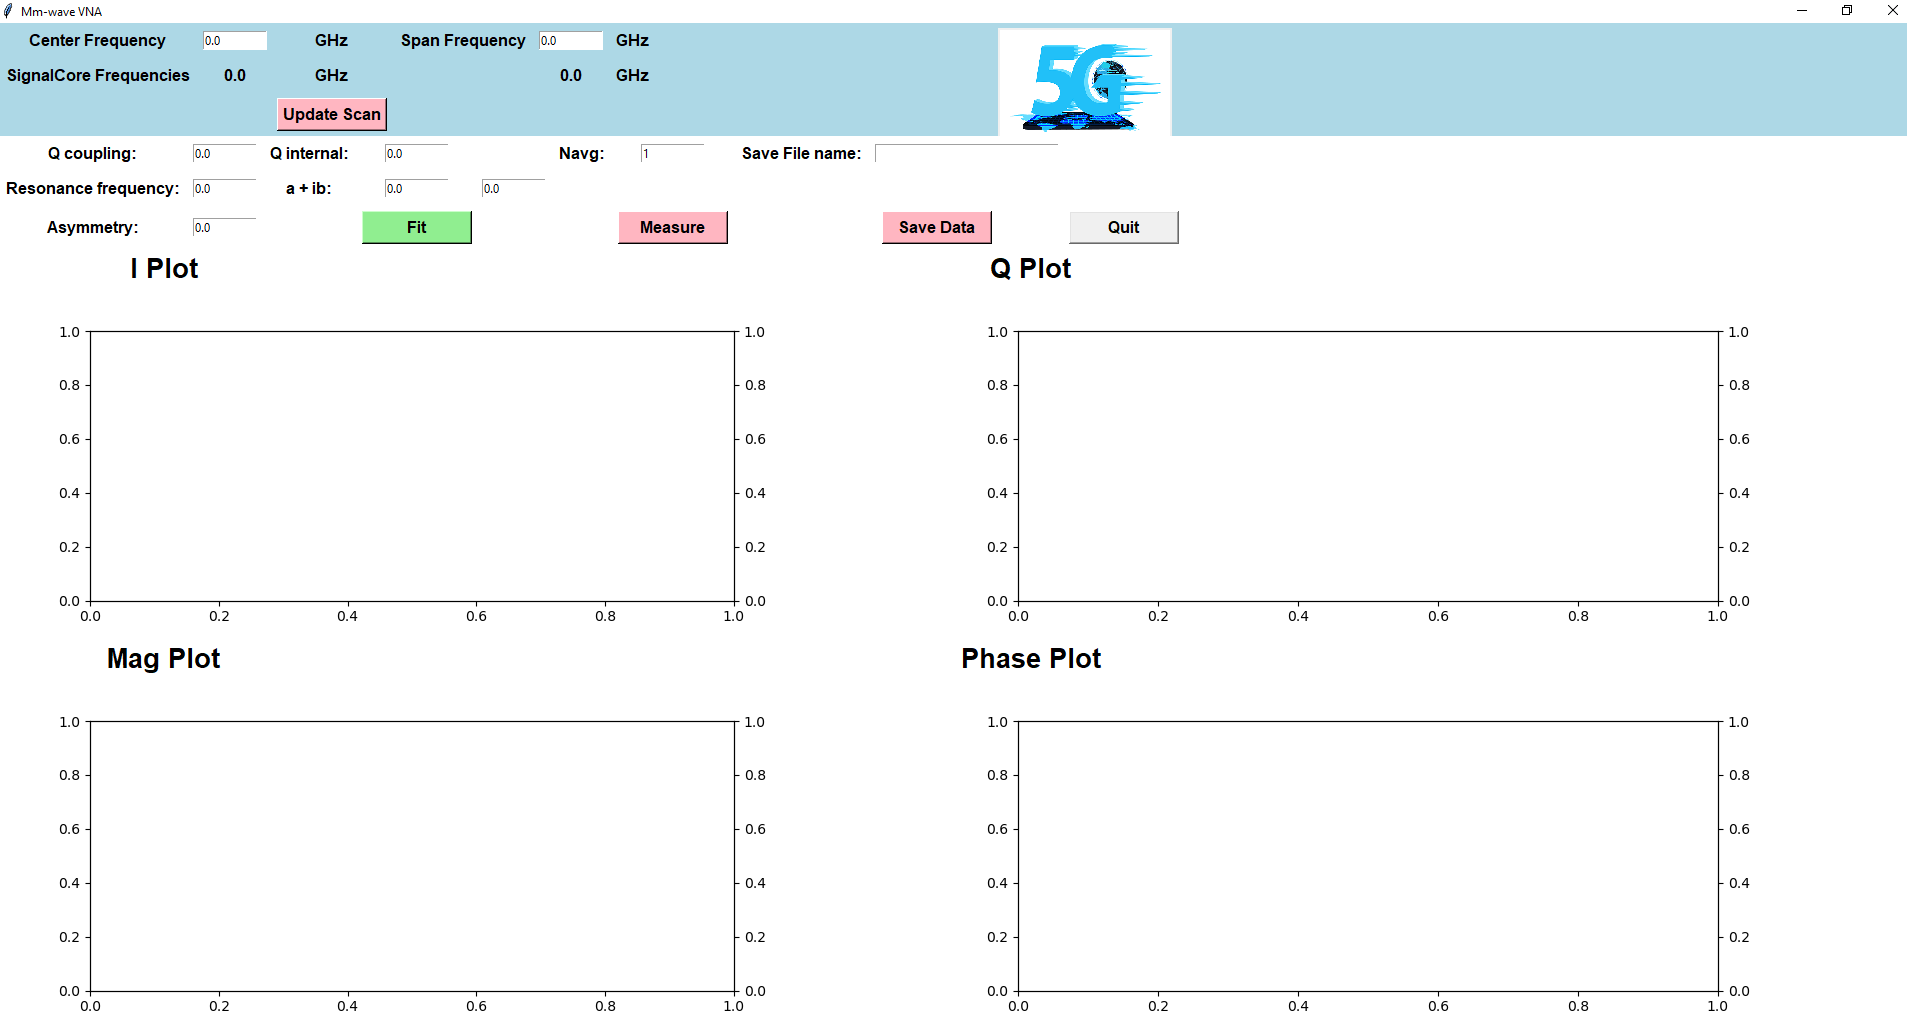 Mm-wave VNA
Center Frequency 0.0 GHz Span Frequency 0.0 GHz
SignalCore Frequencies 0.0 GHz 0.0 GHz
5G
Update Scan
Q coupling: 0.0 Q internal: 0.0 Navg: 1 Save File name:
Resonance frequency: 0.0 a + ib: 0.0 0.0
Asymmetry: 0.0 Fit Measure Save Data Quit
I Plot Q Plot
1.0 1.0 1.0 1.0
0.8 0.8 0.8 0.8
0.6 0.6 0.6 0.6
0.4 0.4 0.4 0.4
0.2 0.2 0.2 0.2
0.0 0.0 0.0 0.0
0.0 0.2 0.4 0.6 0.8 1.0 0.0 0.2 0.4 0.6 0.8 1.0
Mag Plot Phase Plot
1.0 1.0 1.0 1.0
0.8 0.8 0.8 0.8
0.6 0.6 0.6 0.6
0.4 0.4 0.4 0.4
0.2 0.2 0.2 0.2
0.0 0.0 0.0 0.0
0.0 0.2 0.4 0.6 0.8 1.0 0.0 0.2 0.4 0.6 0.8 1.0